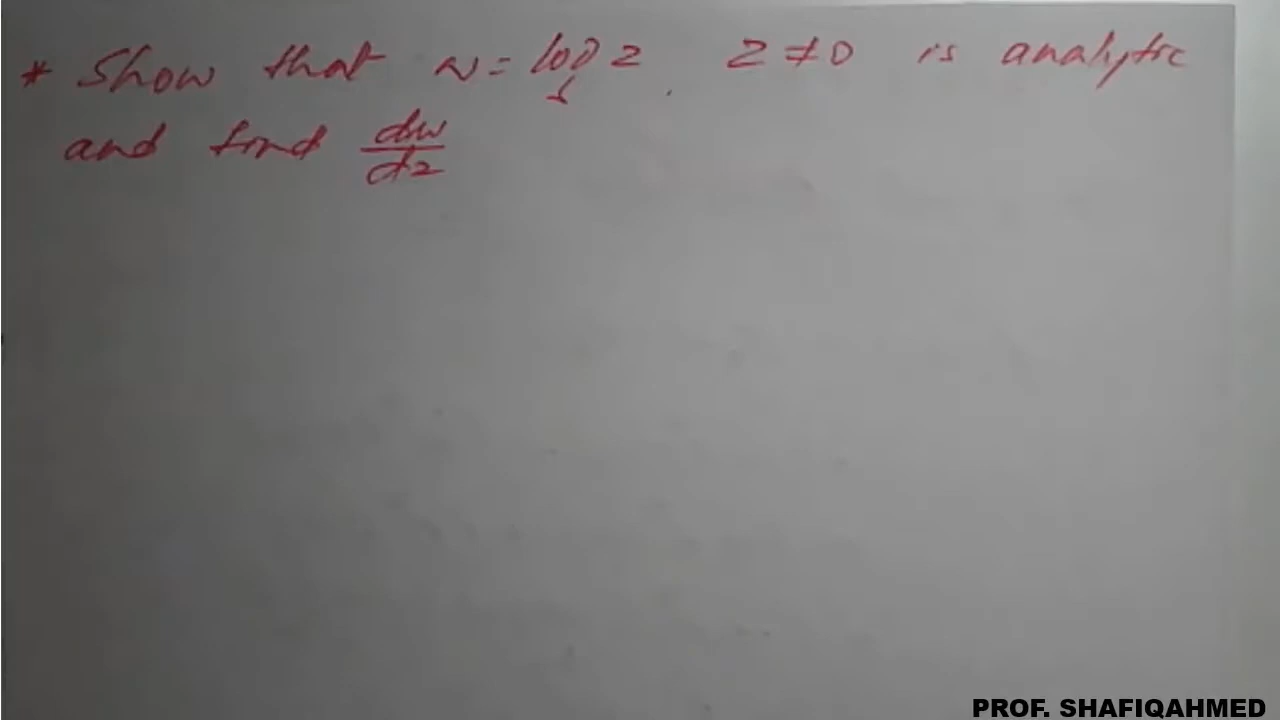 * Show that w = log z z ≠ 0 is analytic
and find dw/dz
PROF. SHAFIQAHMED